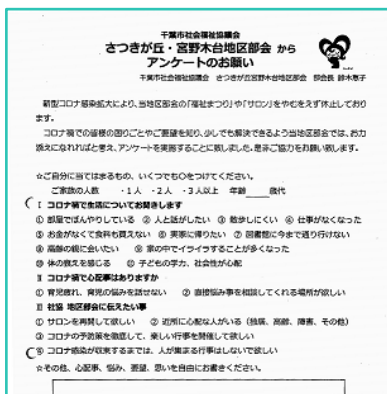 千葉市社会福祉協議会
さつきが丘・宮野木台地区部会 から
アンケートのお願い
千葉市社会福祉協議会 さつきが丘宮野木台地区部会 部会長 鈴木恵子
新型コロナ感染拡大により、当地区部会の「福祉まつり」や「サロン」をやむをえず休止しており
ます。
コロナ禍での皆様の困りごとやご要望を知り、少しでも解決できるよう当地区部会では、お力
添えになれればと考え、アンケートを実施することに致しました。是非ご協力をお願い致します。
☆ご自分に当てはまるもの、いくつでも〇をつけてください。
ご家族の人数 ・1人 ・2人 ・3人以上 年齢 歳代
Ⅰ コロナ禍で生活についてお聞きします
① 部屋でぼんやりしている ② 人と話がしたい ③ 散歩しにくい ④ 仕事がなくなった
⑤ お金がなくて食料も買えない ⑥ 実家に帰りたい ⑦ 図書館に今まで通り行けない
⑧ 高齢の親に会いたい ⑨ 家の中でイライラすることが多くなった
⑩ 体の衰えを感じる ⑪ 子どもの学力、社会性が心配
Ⅱ コロナ禍で心配事はありますか
① 育児疲れ、育児の悩みを話せない ② 直接悩み事を相談してくれる場所が欲しい
Ⅲ 社協 地区部会に伝えたい事
① サロンを再開して欲しい ② 近所に心配な人がいる（独居、高齢、障害、その他）
③ コロナの予防策を徹底して、楽しい行事を開催して欲しい
④ コロナ感染が収束するまでは、人が集まる行事はしないで欲しい
☆その他、心配事、悩み、要望、思いを自由にお書きください。